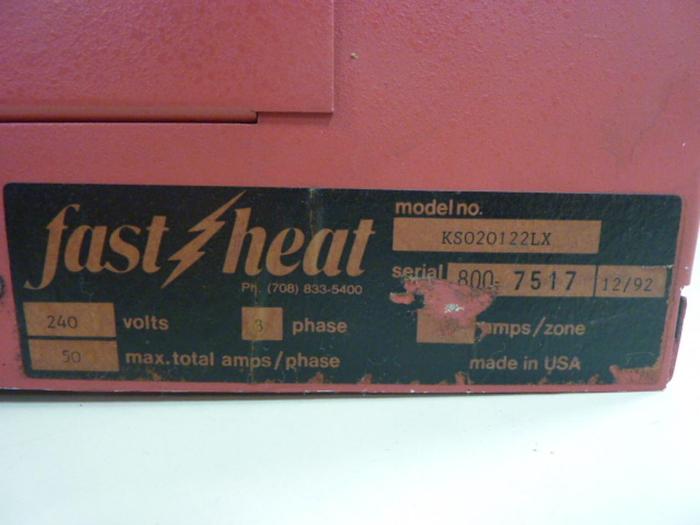 fast heat
Ph. (708) 833-5400
model no.
KS020122LX
serial 800-7517 12/92
240 volts 3 phase amps/zone
50 max. total amps/phase made in USA